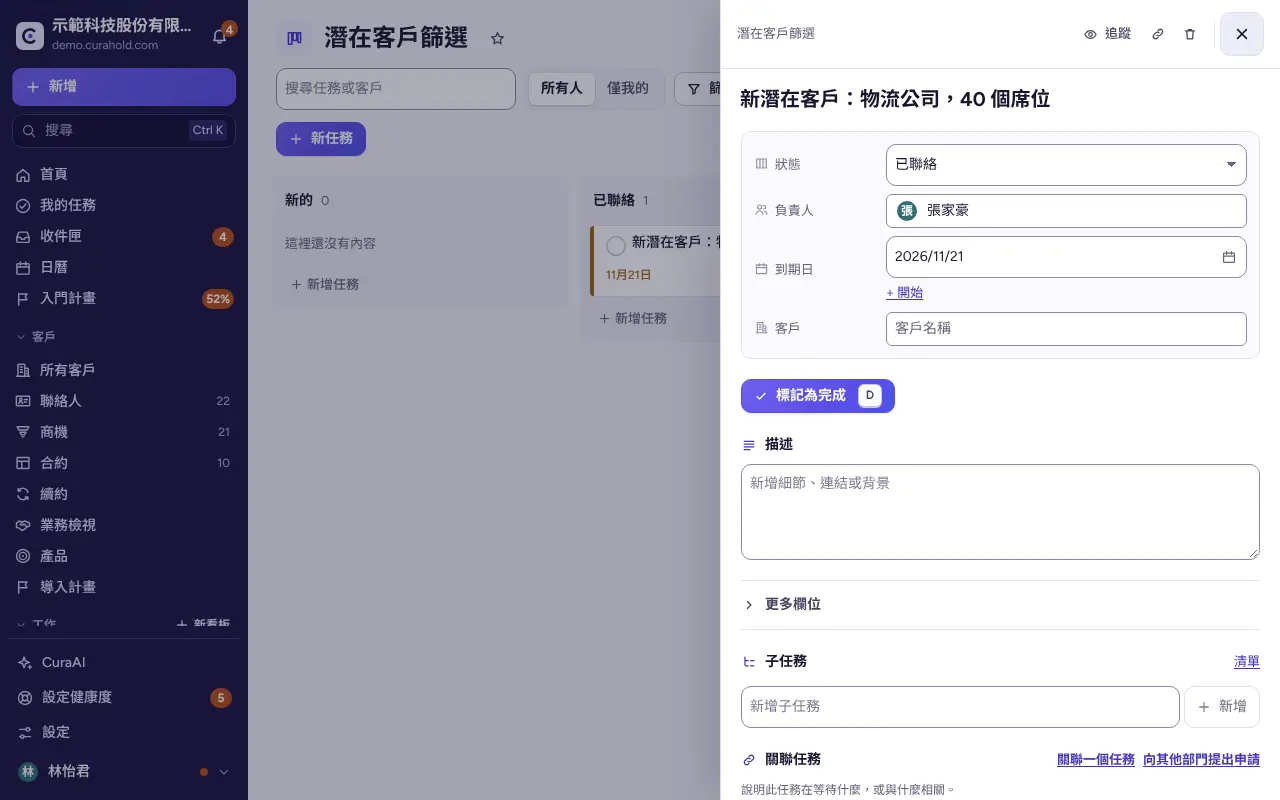 示範科技股份有限...
demo.curahold.com
4
新增
搜尋 Ctrl K
首頁
我的任務
收件匣 4
日曆
入門計畫 52%
客戶
所有客戶
聯絡人 22
商機 21
合約 10
續約
業務檢視
產品
導入計畫
工作 新看板
CuraAI
設定健康度 5
設定
林 林怡君
潛在客戶篩選
搜尋任務或客戶 所有人 僅我的 篩
新任務
新的 0
這裡還沒有內容
新增任務
已聯絡 1
新潛在客戶：物
11月21日
新增任務
潛在客戶篩選 追蹤
新潛在客戶：物流公司，40 個席位
狀態 已聯絡
負責人 張 張家豪
到期日 2026/11/21
+ 開始
客戶 客戶名稱
標記為完成 D
描述
新增細節、連結或背景
更多欄位
子任務 清單
新增子任務 新增
關聯任務 關聯一個任務 向其他部門提出申請
說明此任務在等待什麼，或與什麼相關。